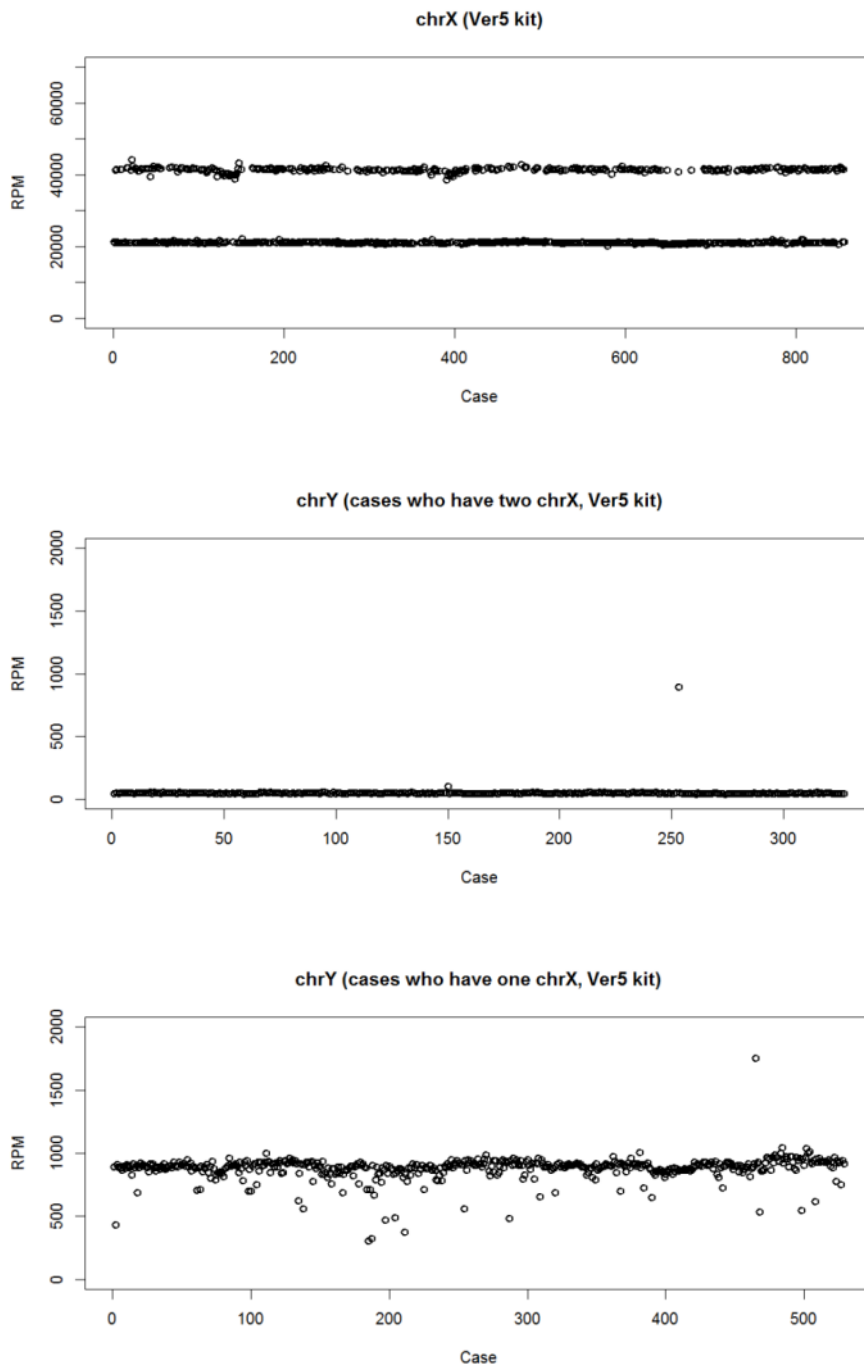 chrX (Ver5 kit)
60000
40000
20000
0
RPM
0 200 400 600 800
Case
chrY (cases who have two chrX, Ver5 kit)
2000
1500
1000
500
0
RPM
0 50 100 150 200 250 300
Case
chrY (cases who have one chrX, Ver5 kit)
2000
1500
1000
500
0
RPM
0 100 200 300 400 500
Case